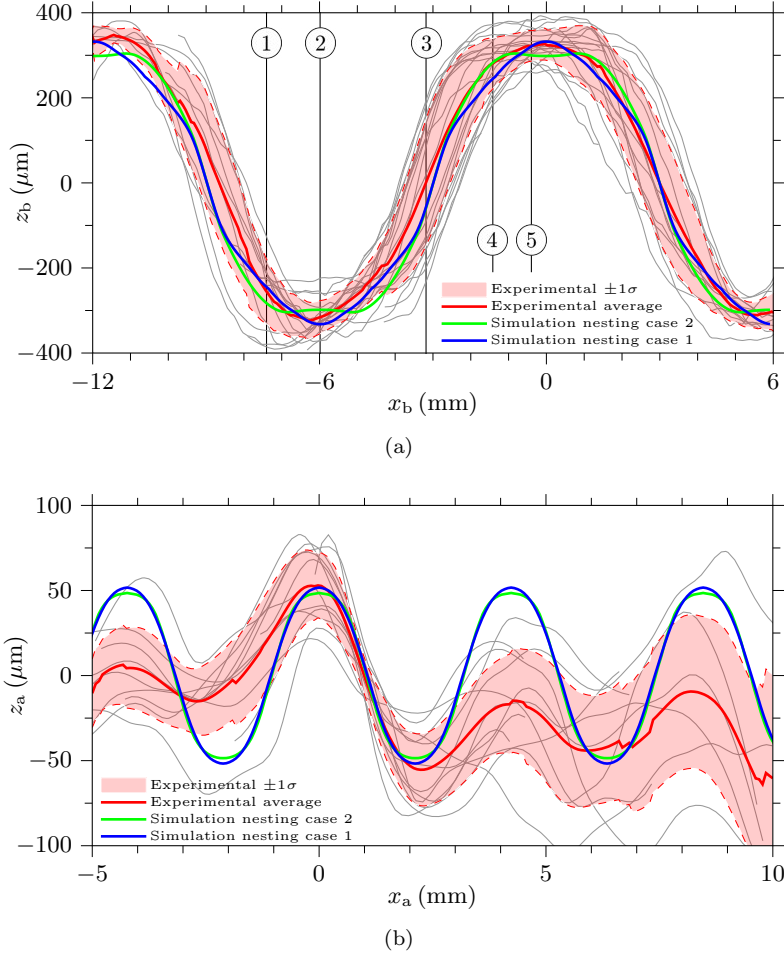 400
1 2 3
200
0
z_b (μm)
−200
4 5
Experimental ±1σ
Experimental average
Simulation nesting case 2
Simulation nesting case 1
−400
−12 −6 0 6
x_b (mm)
(a)
100
50
0
z_a (μm)
−50
Experimental ±1σ
Experimental average
Simulation nesting case 2
Simulation nesting case 1
−100
−5 0 5 10
x_a (mm)
(b)